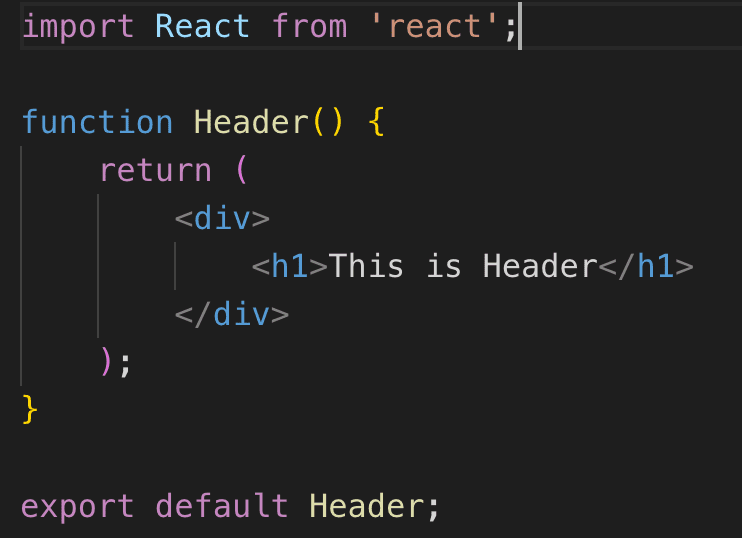 import React from 'react';
function Header() {
    return (
        <div>
            <h1>This is Header</h1>
        </div>
    );
}
export default Header;